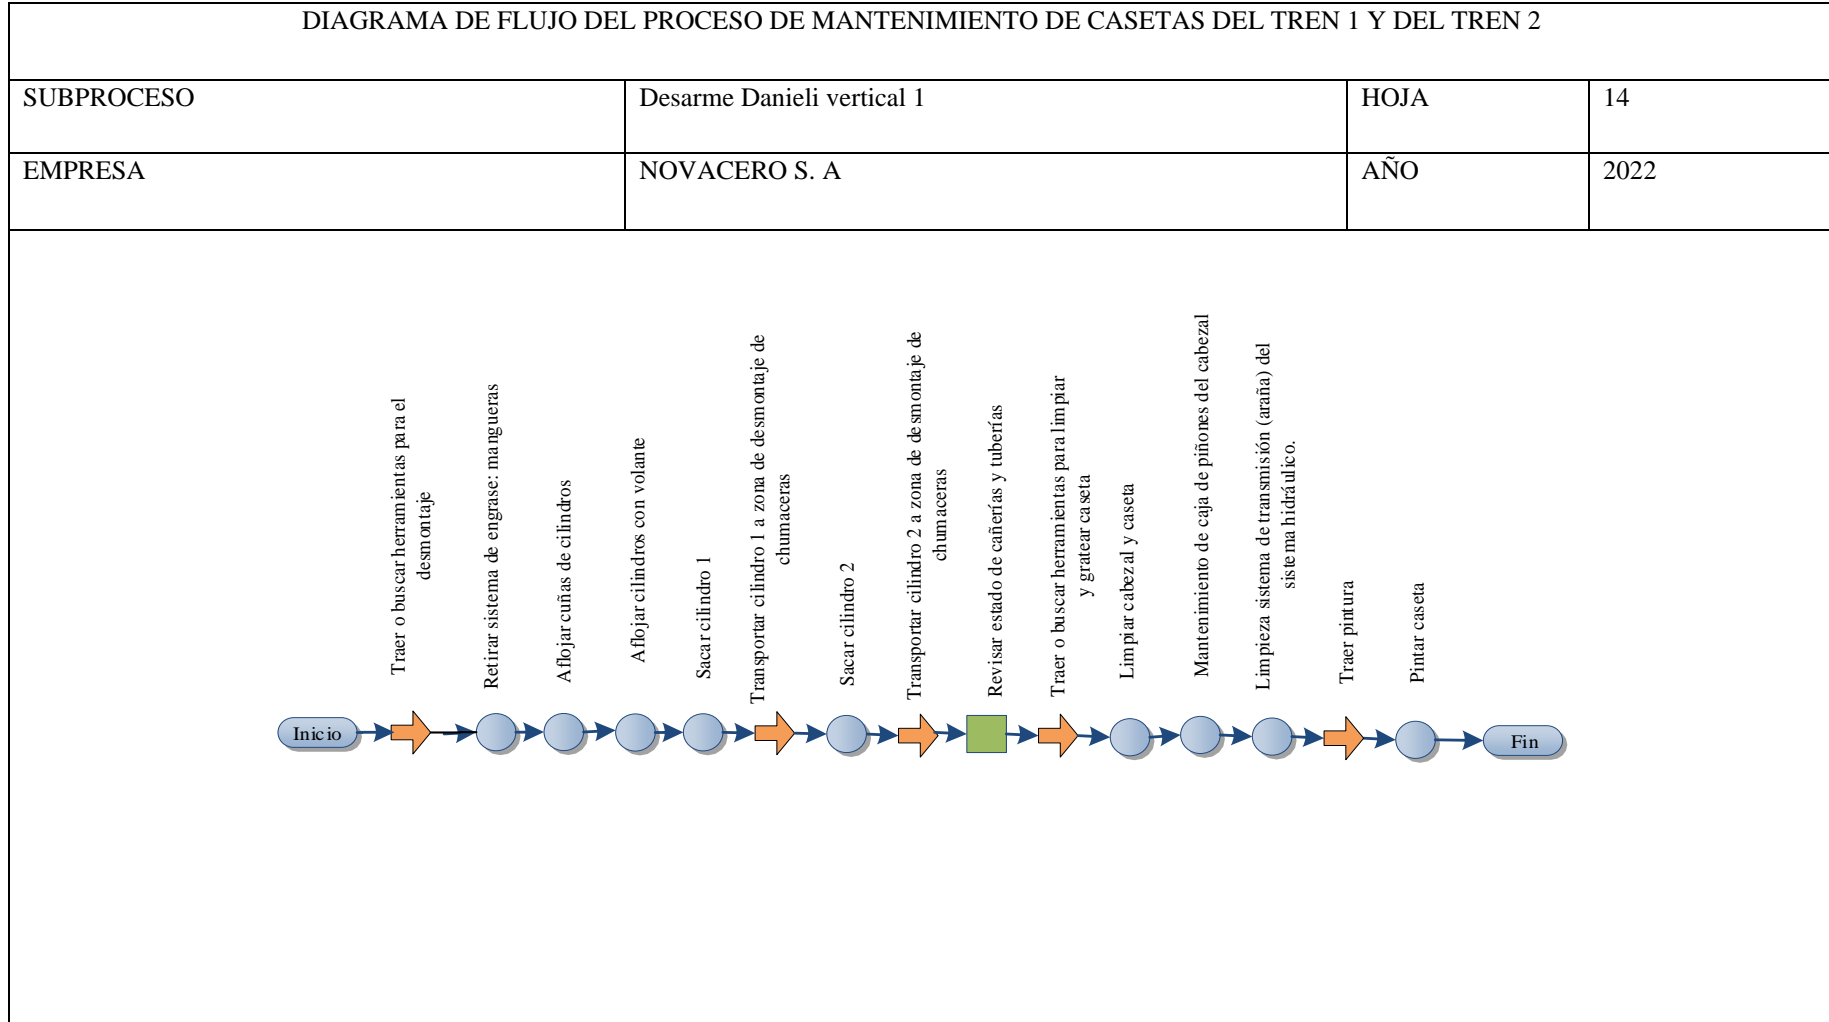 DIAGRAMA DE FLUJO DEL PROCESO DE MANTENIMIENTO DE CASETAS DEL TREN 1 Y DEL TREN 2
SUBPROCESO
Desarme Danieli vertical 1
HOJA
14
EMPRESA
NOVACERO S. A
AÑO
2022
Inicio
Traer o buscar herramientas para el
desmontaje
Retirar sistema de engrase: mangueras
Aflojar cuñas de cilindros
Aflojar cilindros con volante
Sacar cilindro 1
Transportar cilindro 1 a zona de desmontaje de
chumaceras
Sacar cilindro 2
Transportar cilindro 2 a zona de desmontaje de
chumaceras
Revisar estado de cañerías y tuberías
Traer o buscar herramientas para limpiar
y gratear caseta
Limpiar cabezal y caseta
Mantenimiento de caja de piñones del cabezal
Limpieza sistema de transmisión (araña) del
sistema hidráulico.
Traer pintura
Pintar caseta
Fin